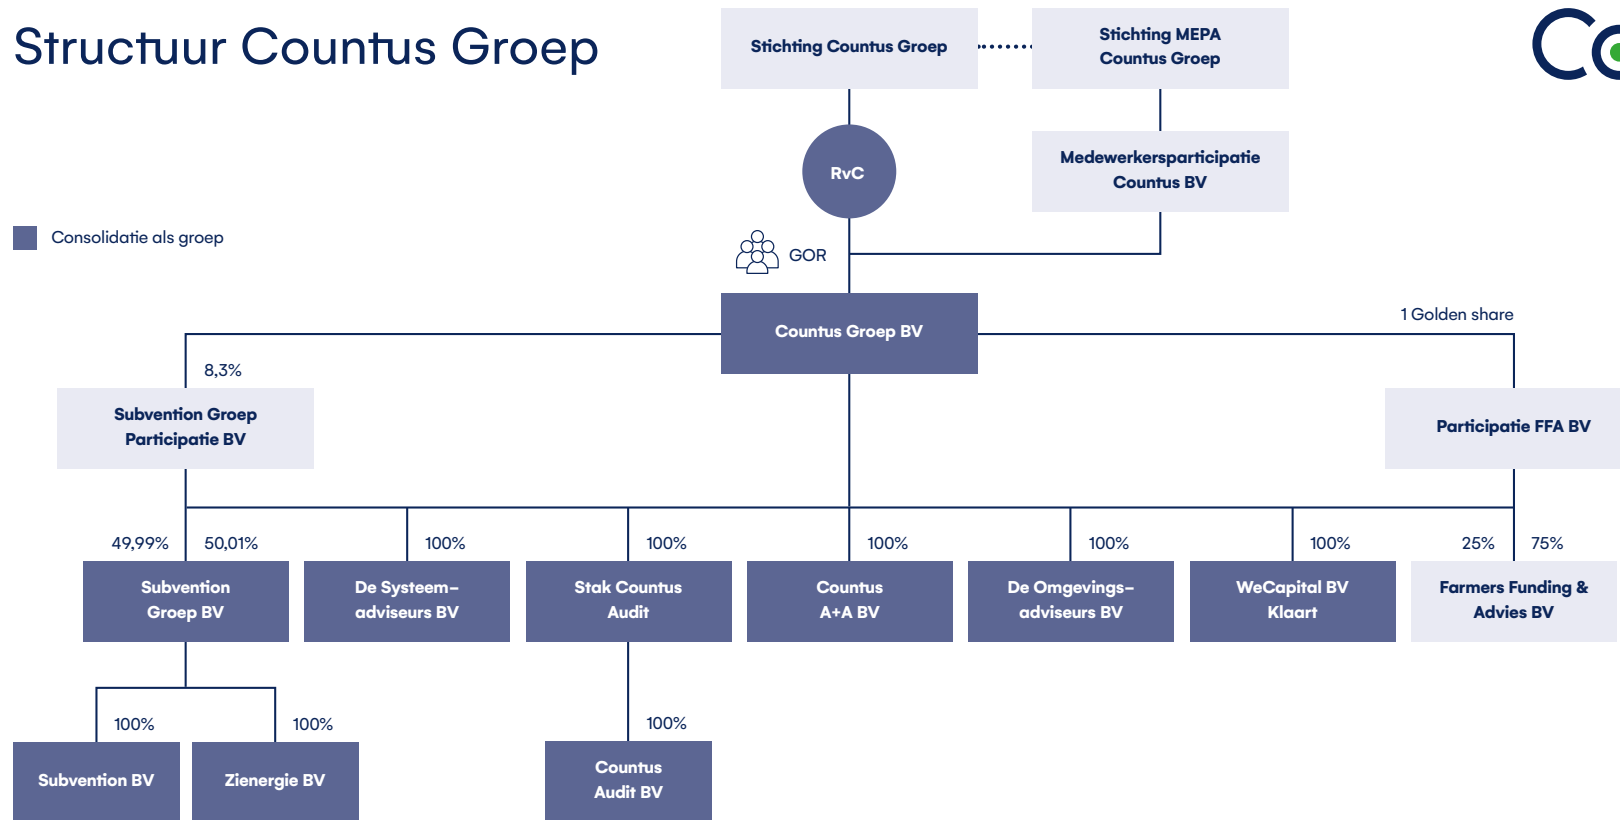 Structuur Countus Groep
Stichting Countus Groep
Stichting MEPA
Countus Groep
Co
RvC
Medewerkersparticipatie
Countus BV
Consolidatie als groep
GOR
Countus Groep BV
1 Golden share
8,3%
Subvention Groep
Participatie BV
Participatie FFA BV
49,99%
50,01%
100%
100%
100%
100%
100%
25%
75%
Subvention
Groep BV
De Systeem-
adviseurs BV
Stak Countus
Audit
Countus
A+A BV
De Omgevings-
adviseurs BV
WeCapital BV
Klaart
Farmers Funding &
Advies BV
100%
100%
100%
Subvention BV
Zienergie BV
Countus
Audit BV